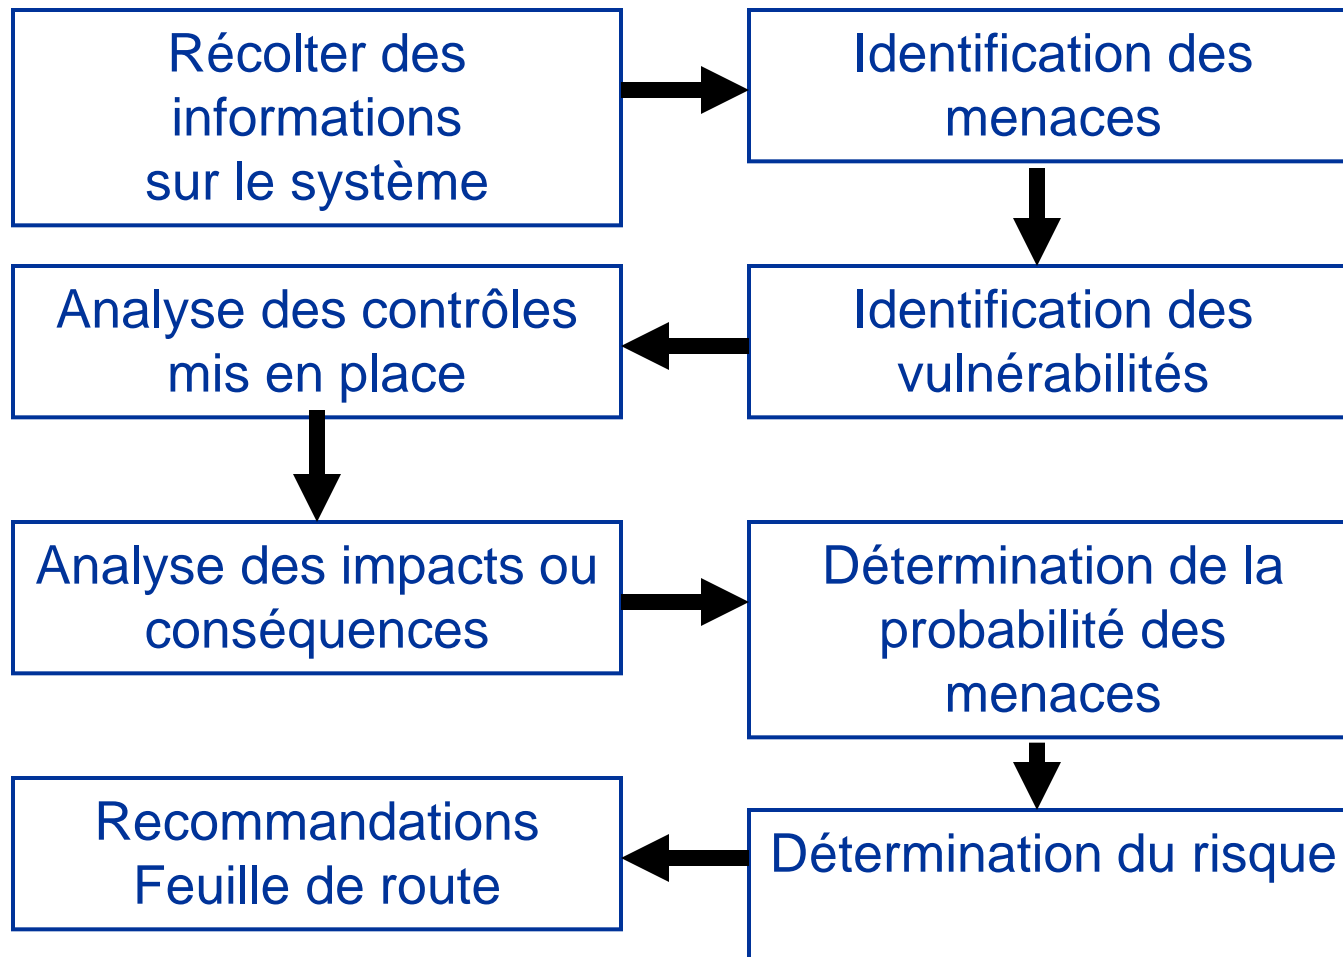 Récolter des
informations
sur le système
Identification des
menaces
Identification des
vulnérabilités
Analyse des contrôles
mis en place
Analyse des impacts ou
conséquences
Détermination de la
probabilité des
menaces
Détermination du risque
Recommandations
Feuille de route